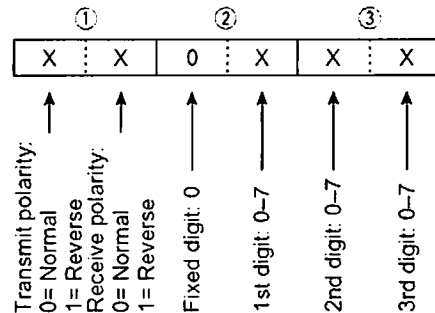 ① ② ③
X X 0 X X X
Transmit polarity:
0= Normal
1= Reverse
Receive polarity:
0= Normal
1= Reverse
Fixed digit: 0
1st digit: 0–7
2nd digit: 0–7
3rd digit: 0–7